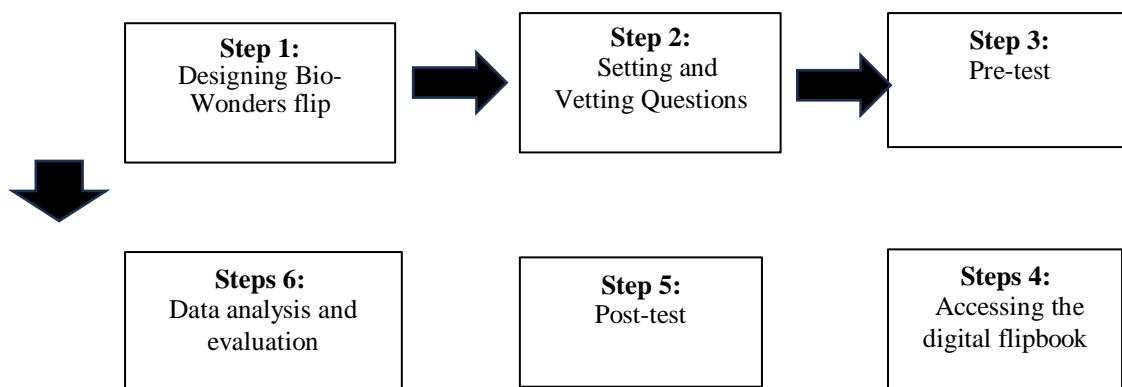 Step 1:
Designing Bio-
Wonders flip
Step 2:
Setting and
Vetting Questions
Step 3:
Pre-test
Steps 6:
Data analysis and
evaluation
Step 5:
Post-test
Steps 4:
Accessing the
digital flipbook